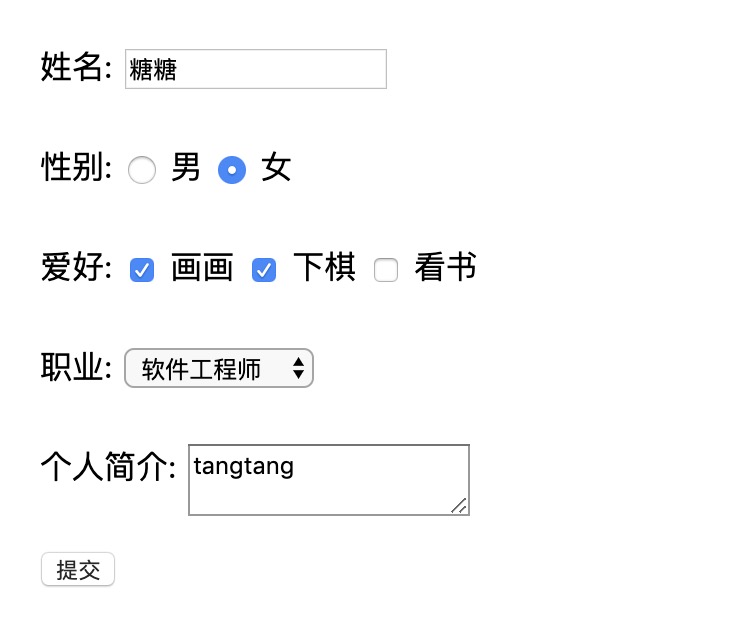 姓名: 糖糖
性别: 男 女
爱好: 画画 下棋 看书
职业: 软件工程师
个人简介: tangtang
提交